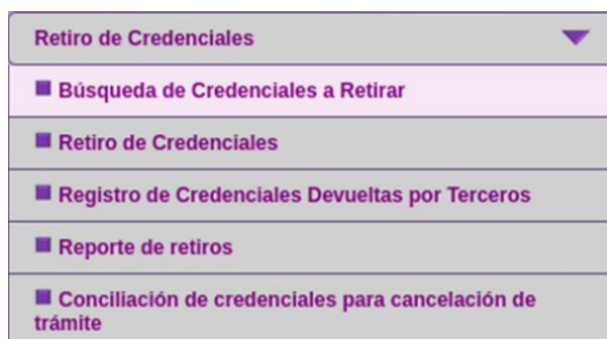 Retiro de Credenciales
Búsqueda de Credenciales a Retirar
Retiro de Credenciales
Registro de Credenciales Devueltas por Terceros
Reporte de retiros
Conciliación de credenciales para cancelación de
trámite